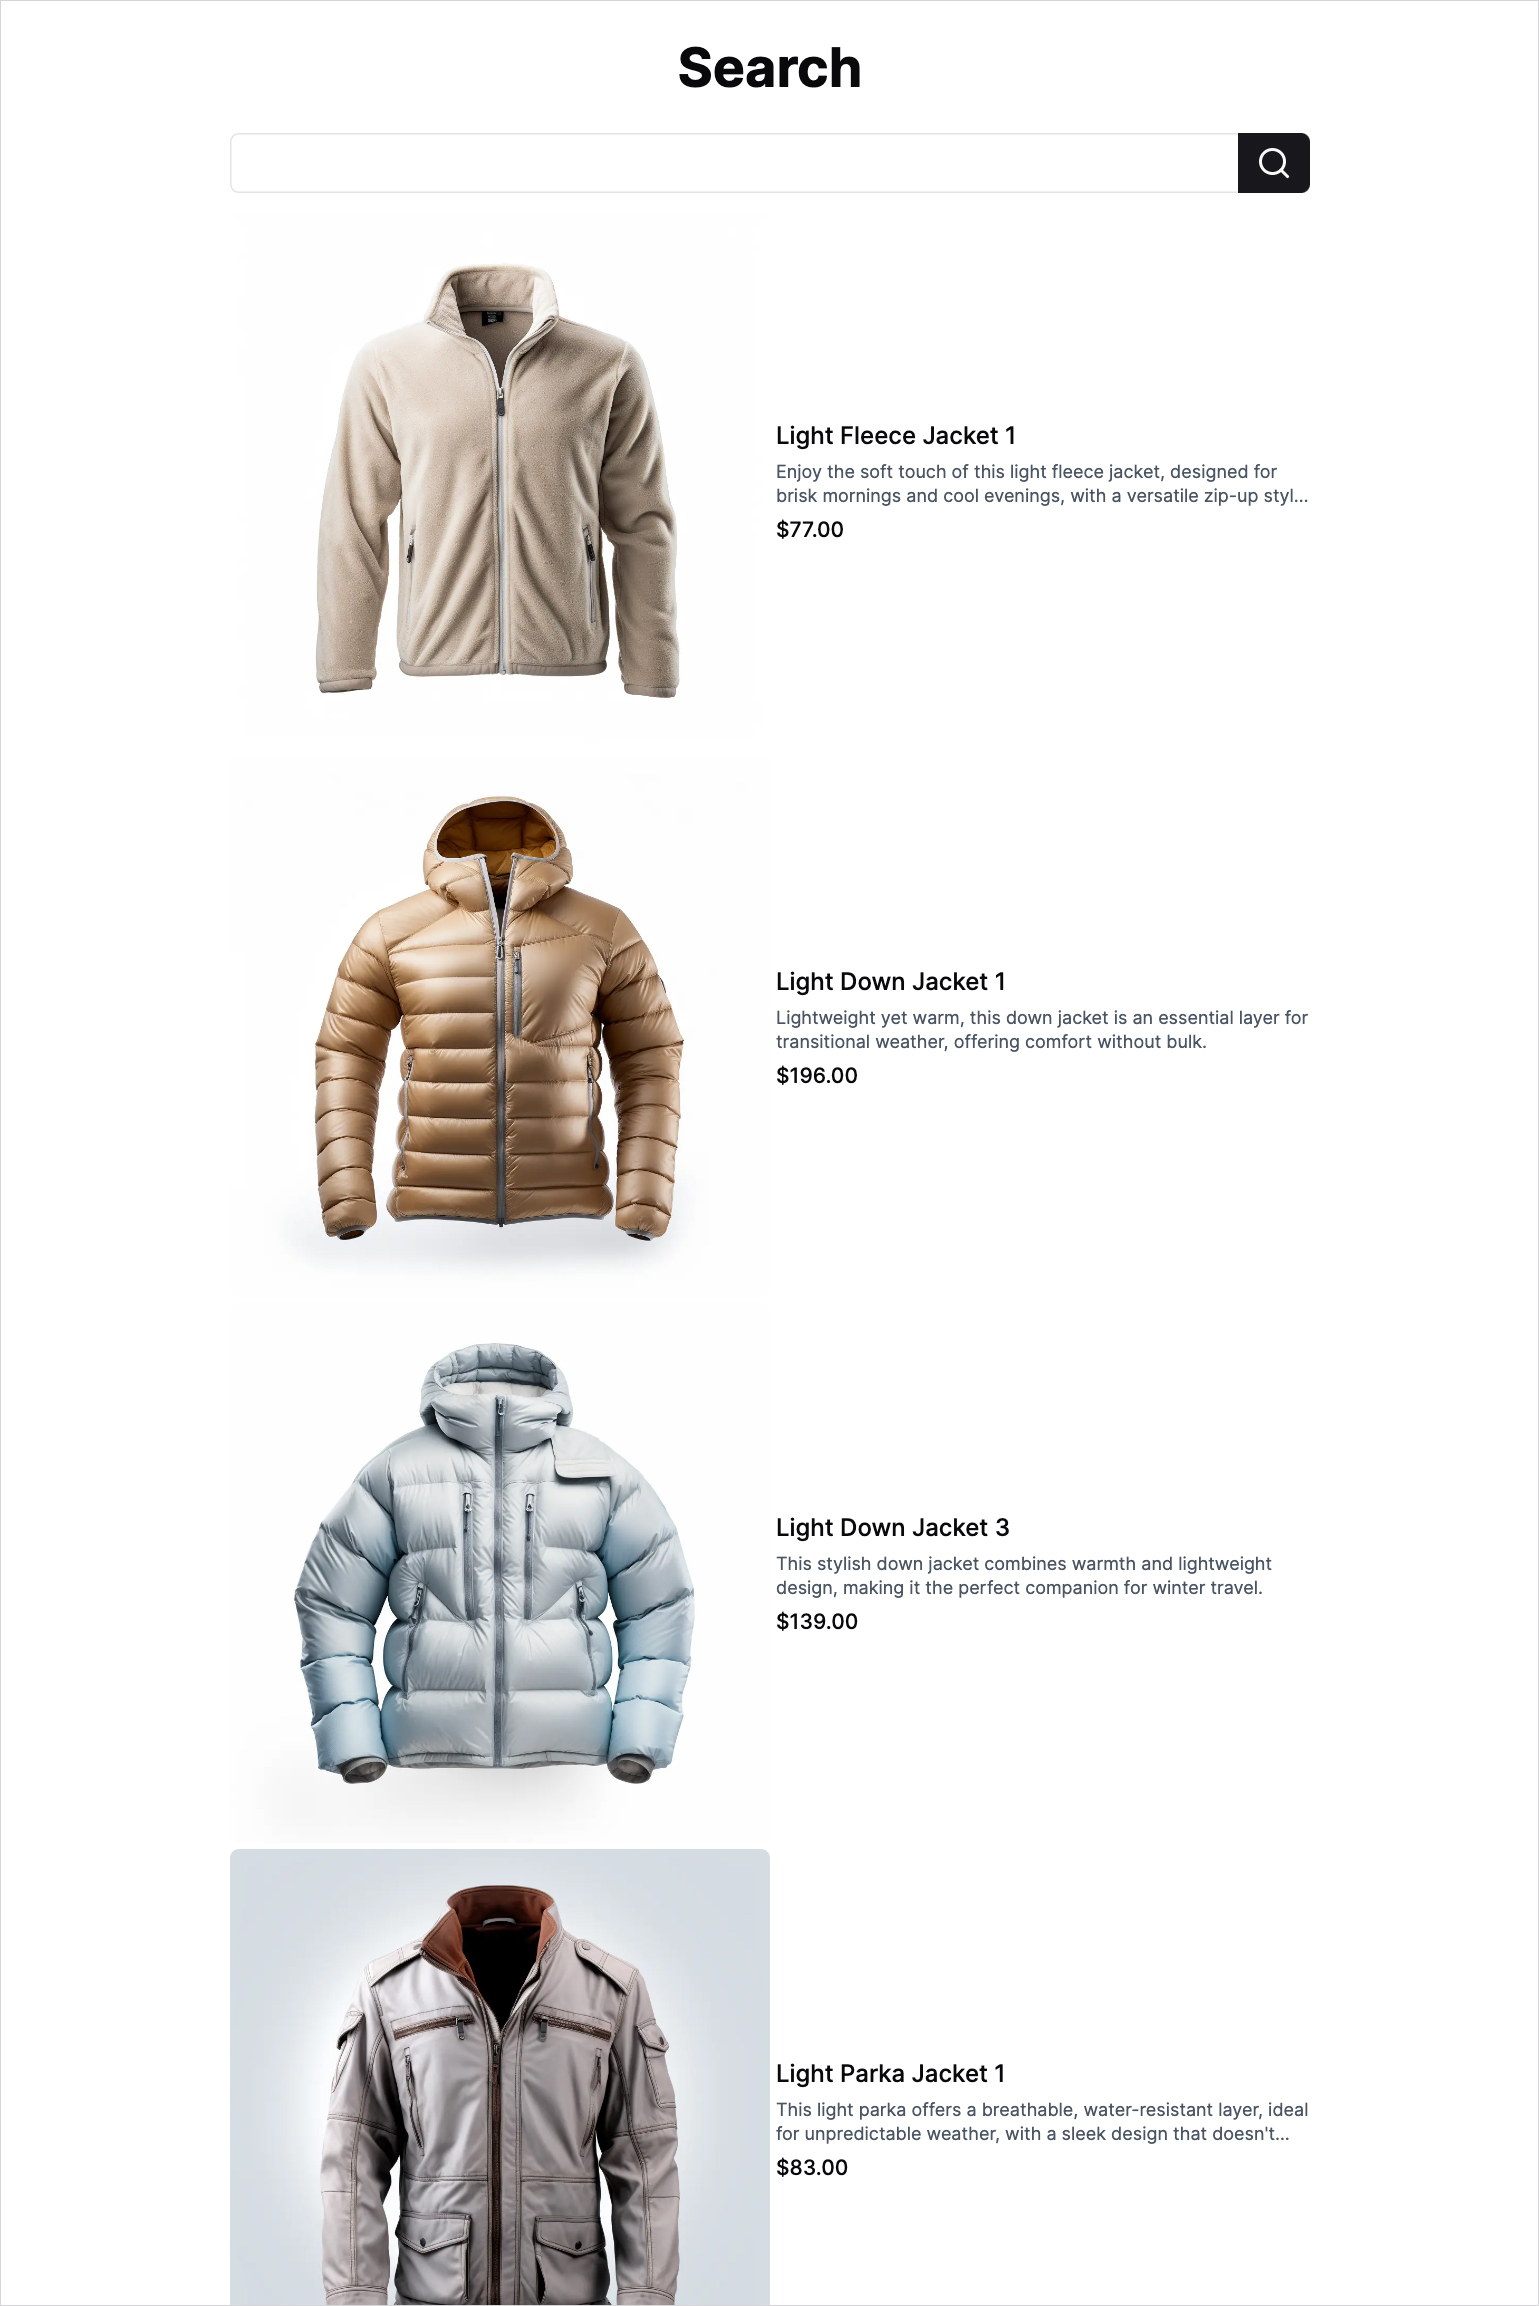 Search
Light Fleece Jacket 1
Enjoy the soft touch of this light fleece jacket, designed for
brisk mornings and cool evenings, with a versatile zip-up styl...
$77.00
Light Down Jacket 1
Lightweight yet warm, this down jacket is an essential layer for
transitional weather, offering comfort without bulk.
$196.00
Light Down Jacket 3
This stylish down jacket combines warmth and lightweight
design, making it the perfect companion for winter travel.
$139.00
Light Parka Jacket 1
This light parka offers a breathable, water-resistant layer, ideal
for unpredictable weather, with a sleek design that doesn't...
$83.00